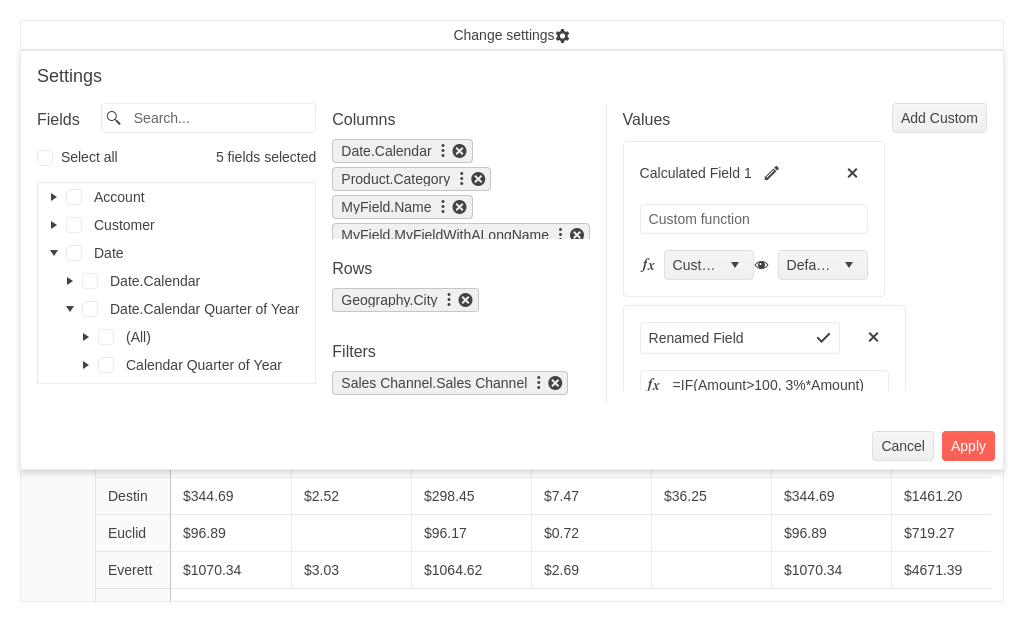 Change settings
Settings
Fields
Search...
Select all
5 fields selected
Account
Customer
Date
Date.Calendar
Date.Calendar Quarter of Year
(All)
Calendar Quarter of Year
Columns
Date.Calendar
Product.Category
MyField.Name
MyField.MyFieldWithALongName
Rows
Geography.City
Filters
Sales Channel.Sales Channel
Values
Add Custom
Calculated Field 1
Custom function
fx Cust... Defa...
Renamed Field
fx =IF(Amount>100, 3%*Amount)
Cancel Apply
Destin $344.69 $2.52 $298.45 $7.47 $36.25 $344.69 $1461.20
Euclid $96.89 $96.17 $0.72 $96.89 $719.27
Everett $1070.34 $3.03 $1064.62 $2.69 $1070.34 $4671.39